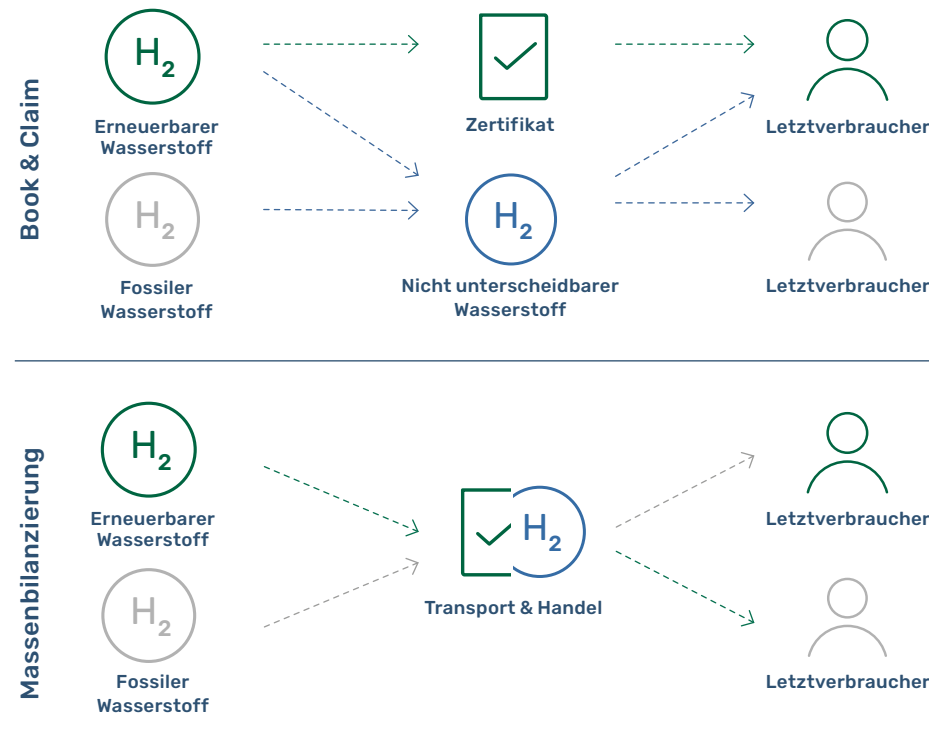 Book & Claim
H2
Erneuerbarer
Wasserstoff
Zertifikat
Letztverbraucher
H2
Fossiler
Wasserstoff
H2
Nicht unterscheidbarer
Wasserstoff
Letztverbraucher
Massenbilanzierung
H2
Erneuerbarer
Wasserstoff
H2
Transport & Handel
Letztverbraucher
H2
Fossiler
Wasserstoff
Letztverbraucher